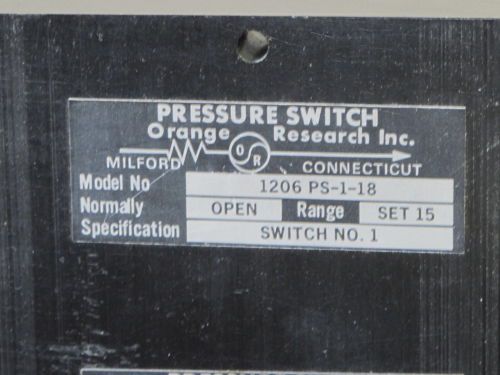 PRESSURE SWITCH
Orange Research Inc.
O R
MILFORD CONNECTICUT
Model No 1206 PS-1-18
Normally OPEN Range SET 15
Specification SWITCH NO. 1